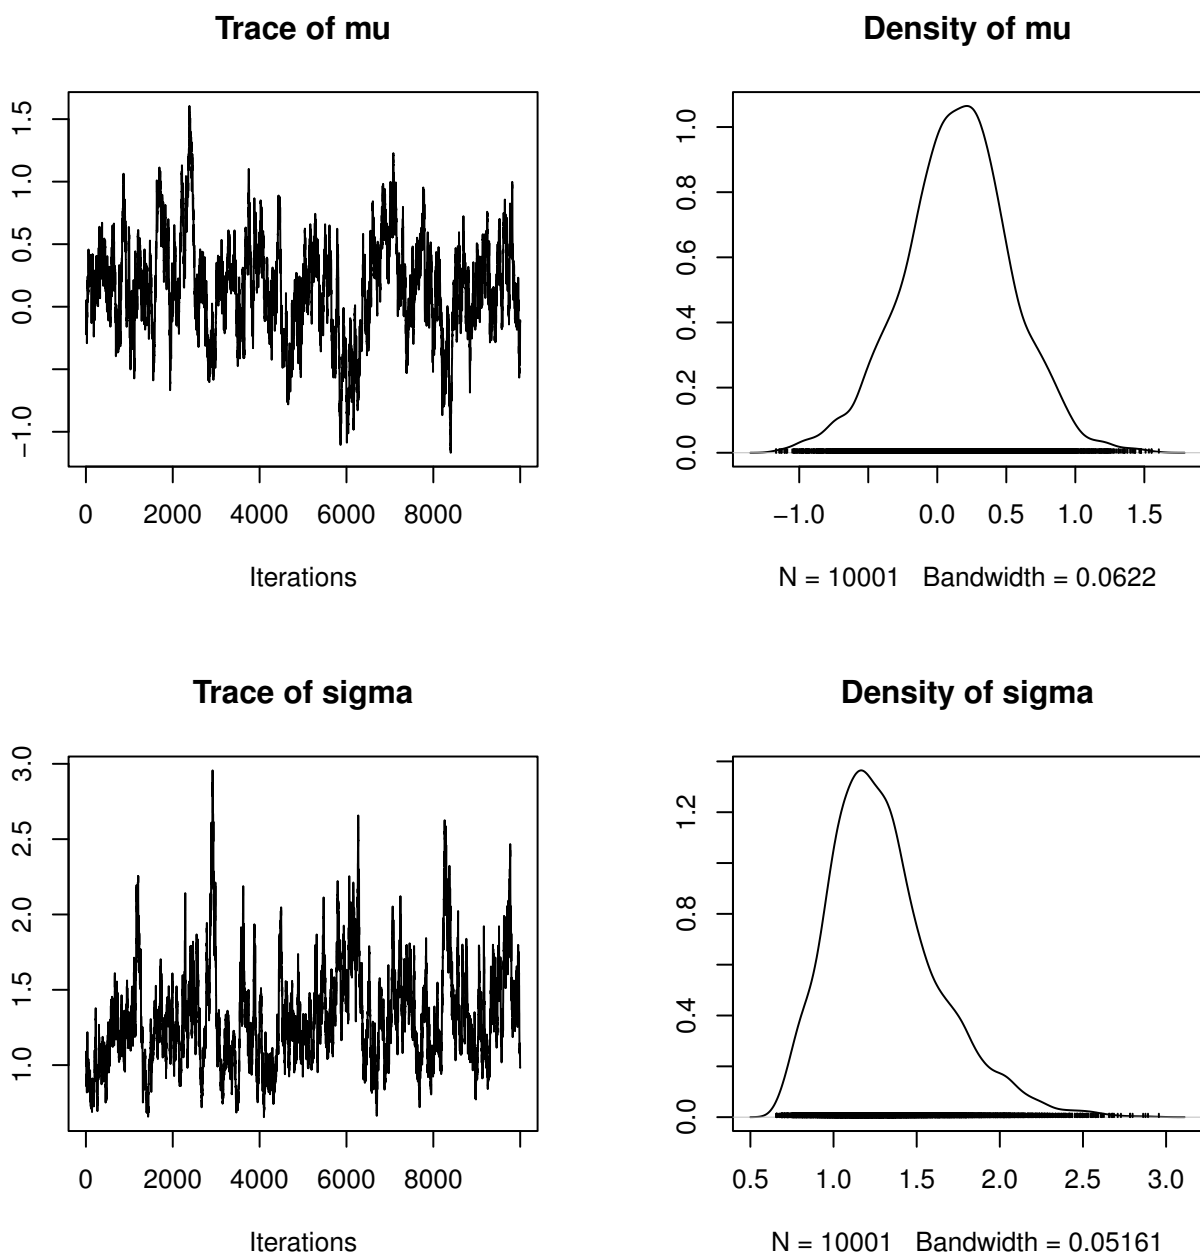 Trace of mu
Density of mu
1.5
1.0
0.5
0.0
−1.0
0 2000 4000 6000 8000
Iterations
1.0
0.8
0.6
0.4
0.2
0.0
−1.0 0.0 0.5 1.0 1.5
N = 10001 Bandwidth = 0.0622
Trace of sigma
Density of sigma
3.0
2.5
2.0
1.5
1.0
0 2000 4000 6000 8000
Iterations
1.2
0.8
0.4
0.0
0.5 1.0 1.5 2.0 2.5 3.0
N = 10001 Bandwidth = 0.05161